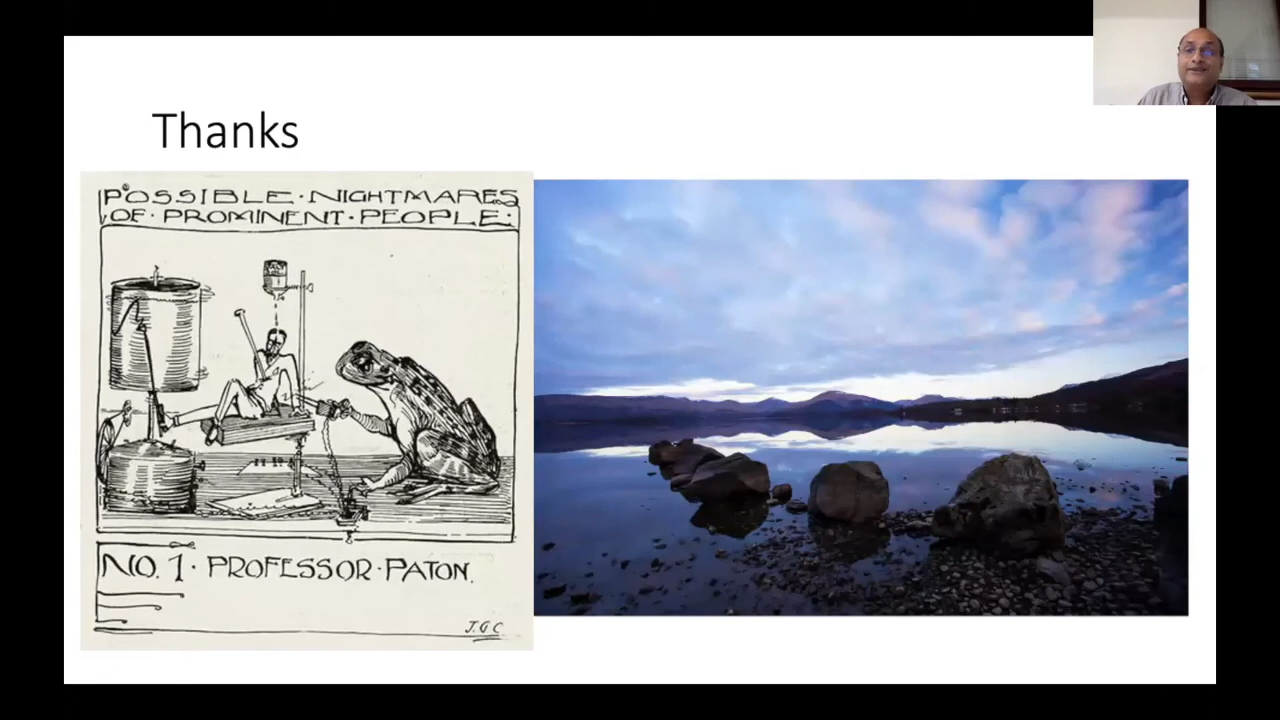 Thanks
POSSIBLE · NIGHTMARES
OF · PROMINENT · PEOPLE ·
NO. 1 · PROFESSOR · PATON.
J.G.C